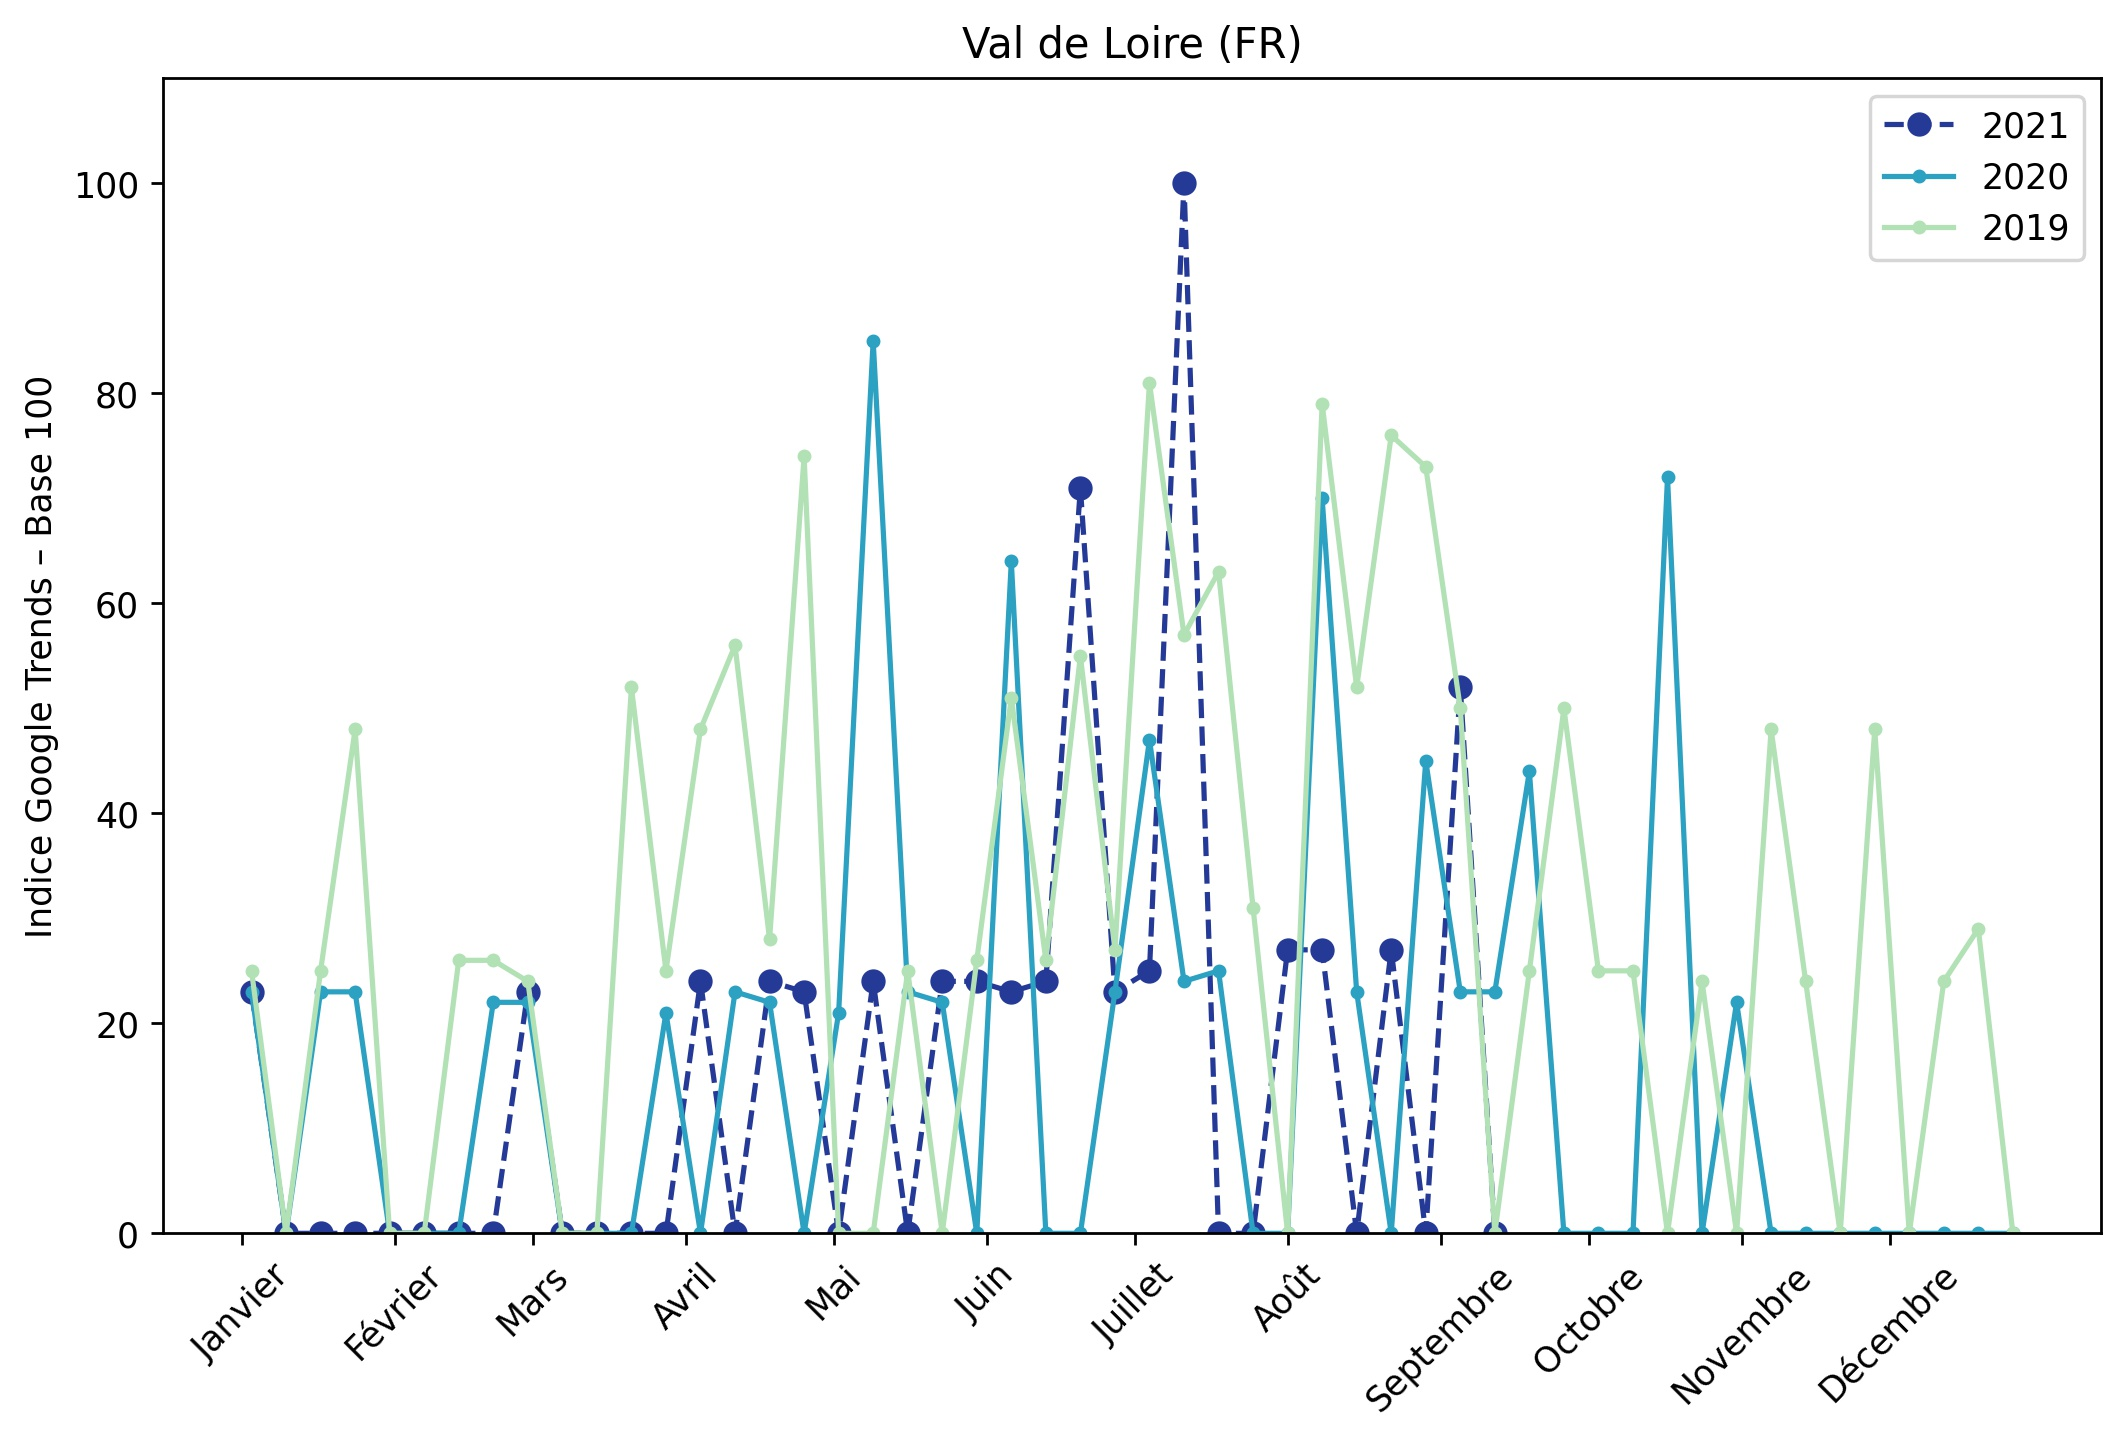 Val de Loire (FR)
2021
2020
2019
Indice Google Trends – Base 100
100
80
60
40
20
0
Janvier
Février
Mars
Avril
Mai
Juin
Juillet
Août
Septembre
Octobre
Novembre
Décembre